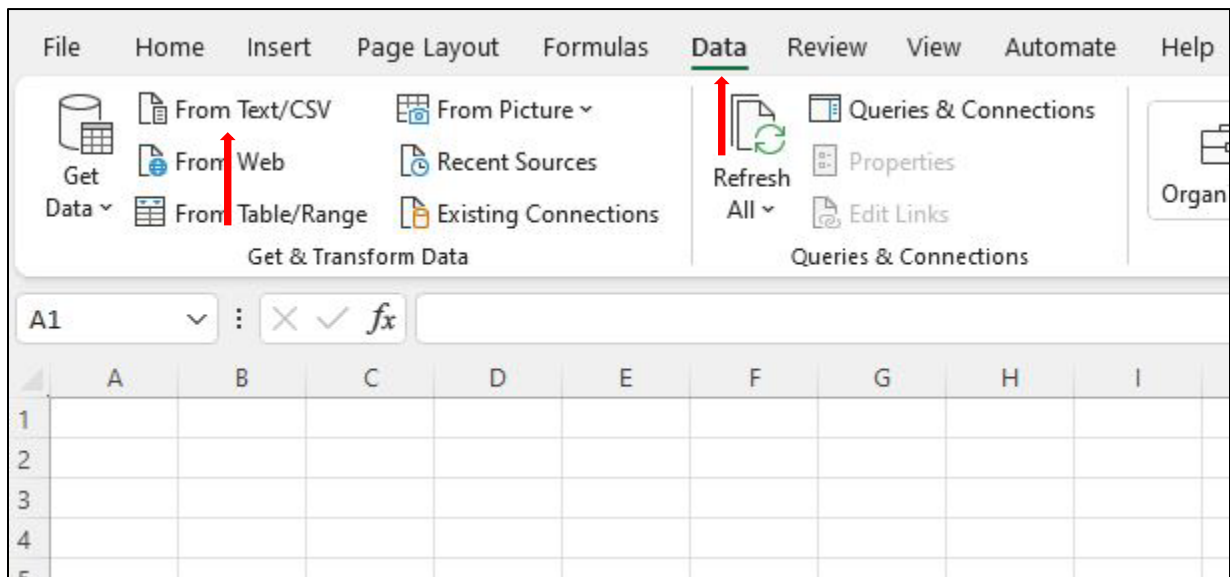 File Home Insert Page Layout Formulas Data Review View Automate Help
From Text/CSV From Picture Queries & Connections
From Web Recent Sources Properties
Get Data From Table/Range Existing Connections Refresh All Edit Links
Get & Transform Data Queries & Connections
A1 fx
A B C D E F G H I
1
2
3
4